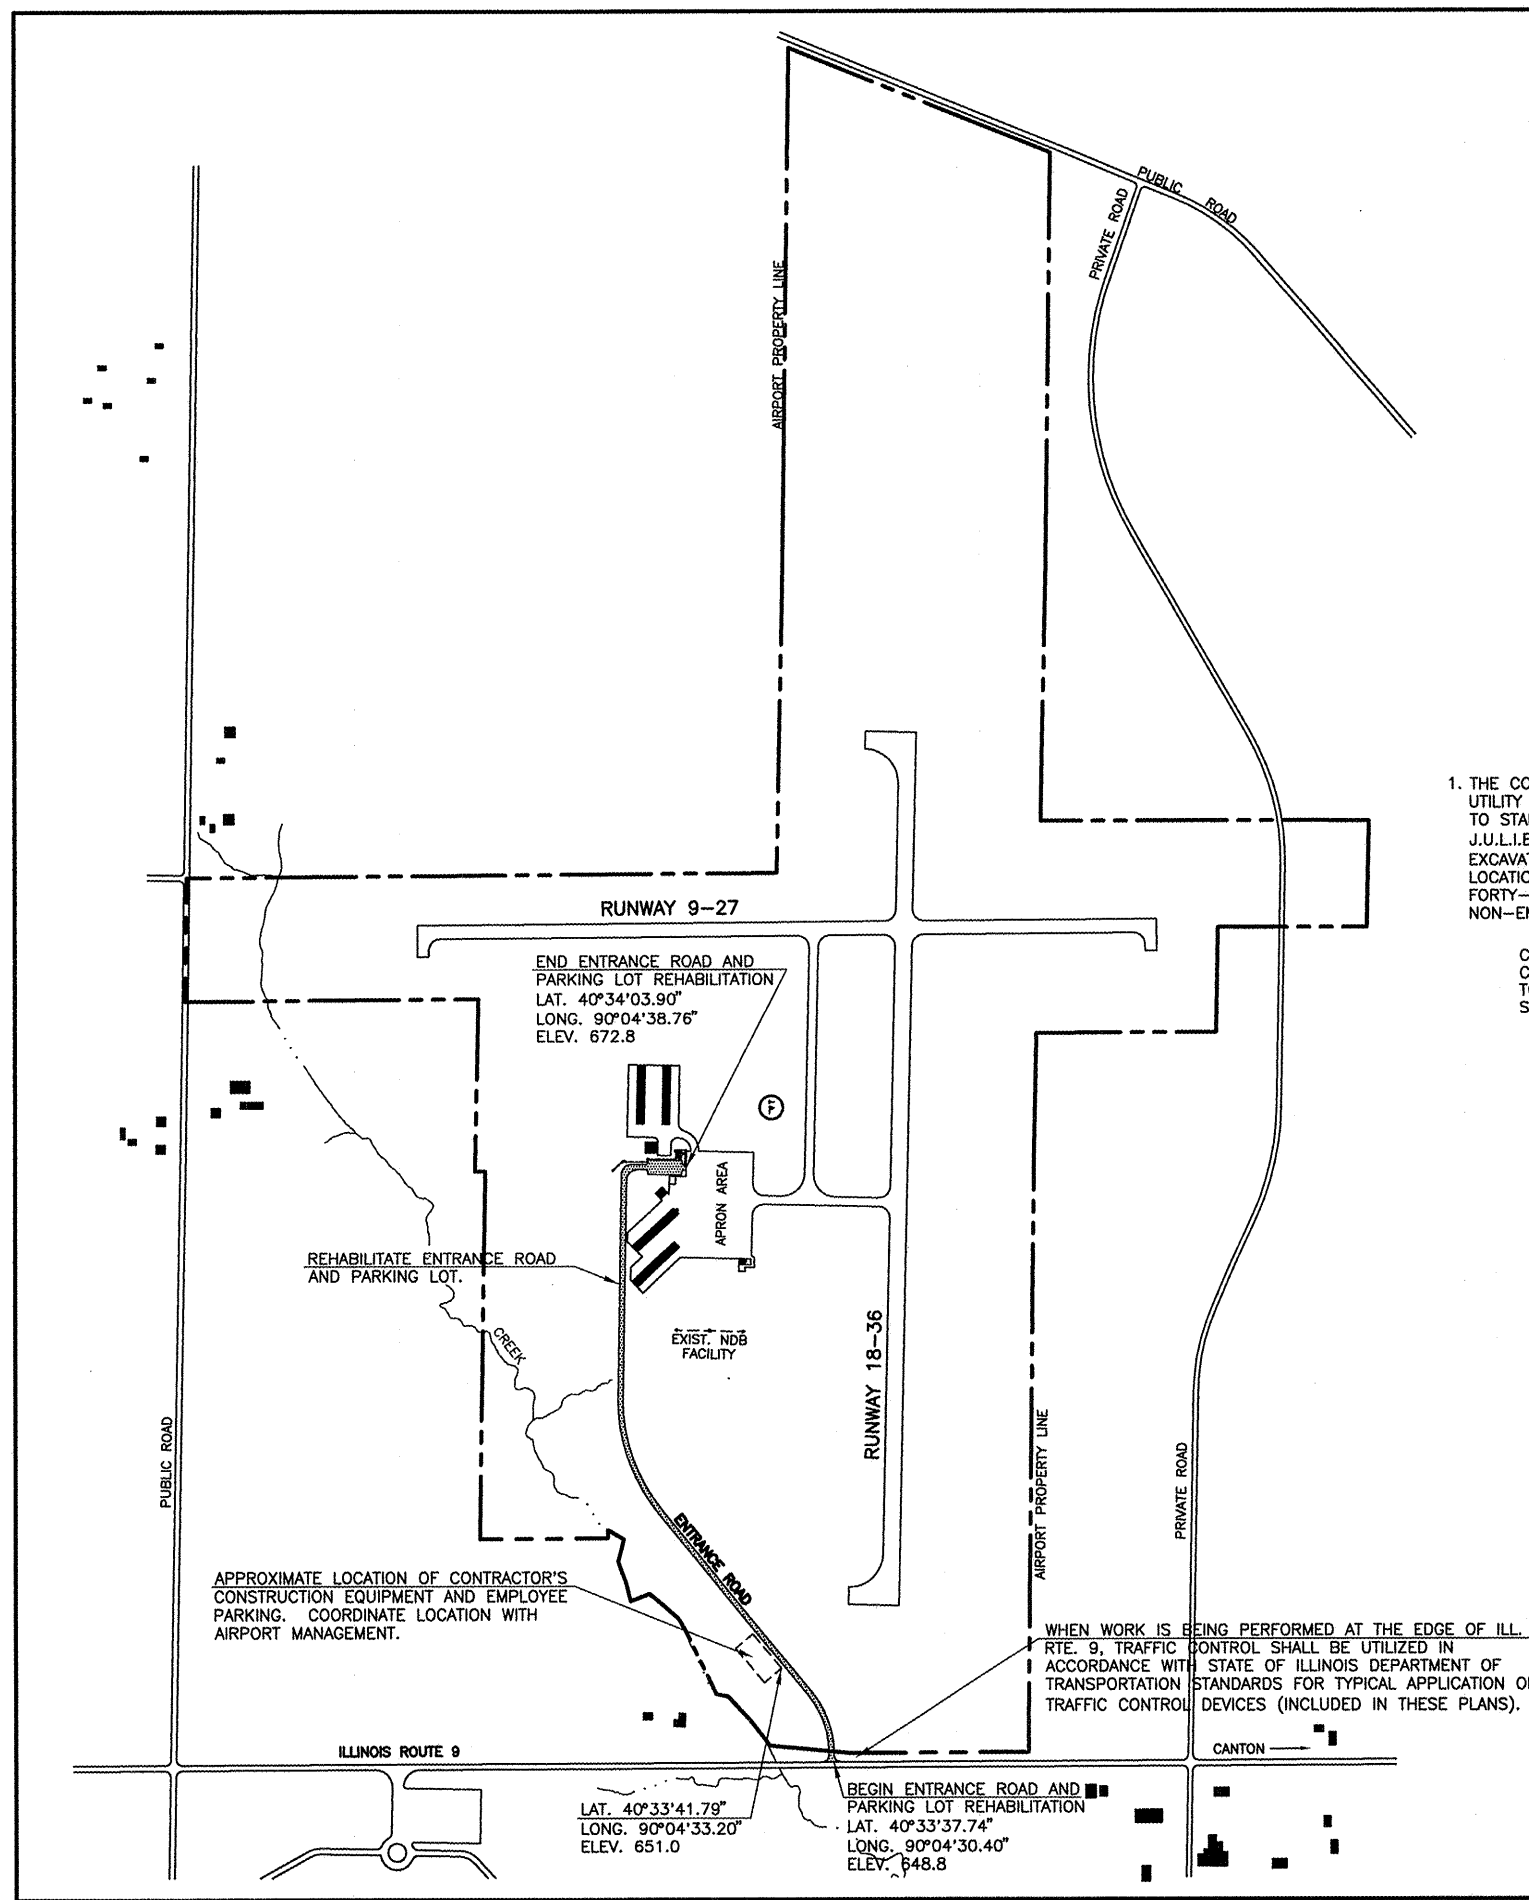 PUBLIC ROAD
PRIVATE ROAD
AIRPORT PROPERTY LINE
1. THE CO
UTILITY
TO STA
J.U.L.I.E
EXCAVAT
LOCATIO
FORTY-
NON-EM
RUNWAY 9-27
END ENTRANCE ROAD AND
PARKING LOT REHABILITATION
LAT. 40°34'03.90"
LONG. 90°04'38.76"
ELEV. 672.8
APRON AREA
REHABILITATE ENTRANCE ROAD
AND PARKING LOT.
CREEK
EXIST. NDB
FACILITY
RUNWAY 18-36
PUBLIC ROAD
AIRPORT PROPERTY LINE
PRIVATE ROAD
ENTRANCE ROAD
APPROXIMATE LOCATION OF CONTRACTOR'S
CONSTRUCTION EQUIPMENT AND EMPLOYEE
PARKING. COORDINATE LOCATION WITH
AIRPORT MANAGEMENT.
WHEN WORK IS BEING PERFORMED AT THE EDGE OF ILL.
RTE. 9, TRAFFIC CONTROL SHALL BE UTILIZED IN
ACCORDANCE WITH STATE OF ILLINOIS DEPARTMENT OF
TRANSPORTATION STANDARDS FOR TYPICAL APPLICATION O
TRAFFIC CONTROL DEVICES (INCLUDED IN THESE PLANS).
ILLINOIS ROUTE 9
CANTON
LAT. 40°33'41.79"
LONG. 90°04'33.20"
ELEV. 651.0
BEGIN ENTRANCE ROAD AND
PARKING LOT REHABILITATION
LAT. 40°33'37.74"
LONG. 90°04'30.40"
ELEV. 648.8